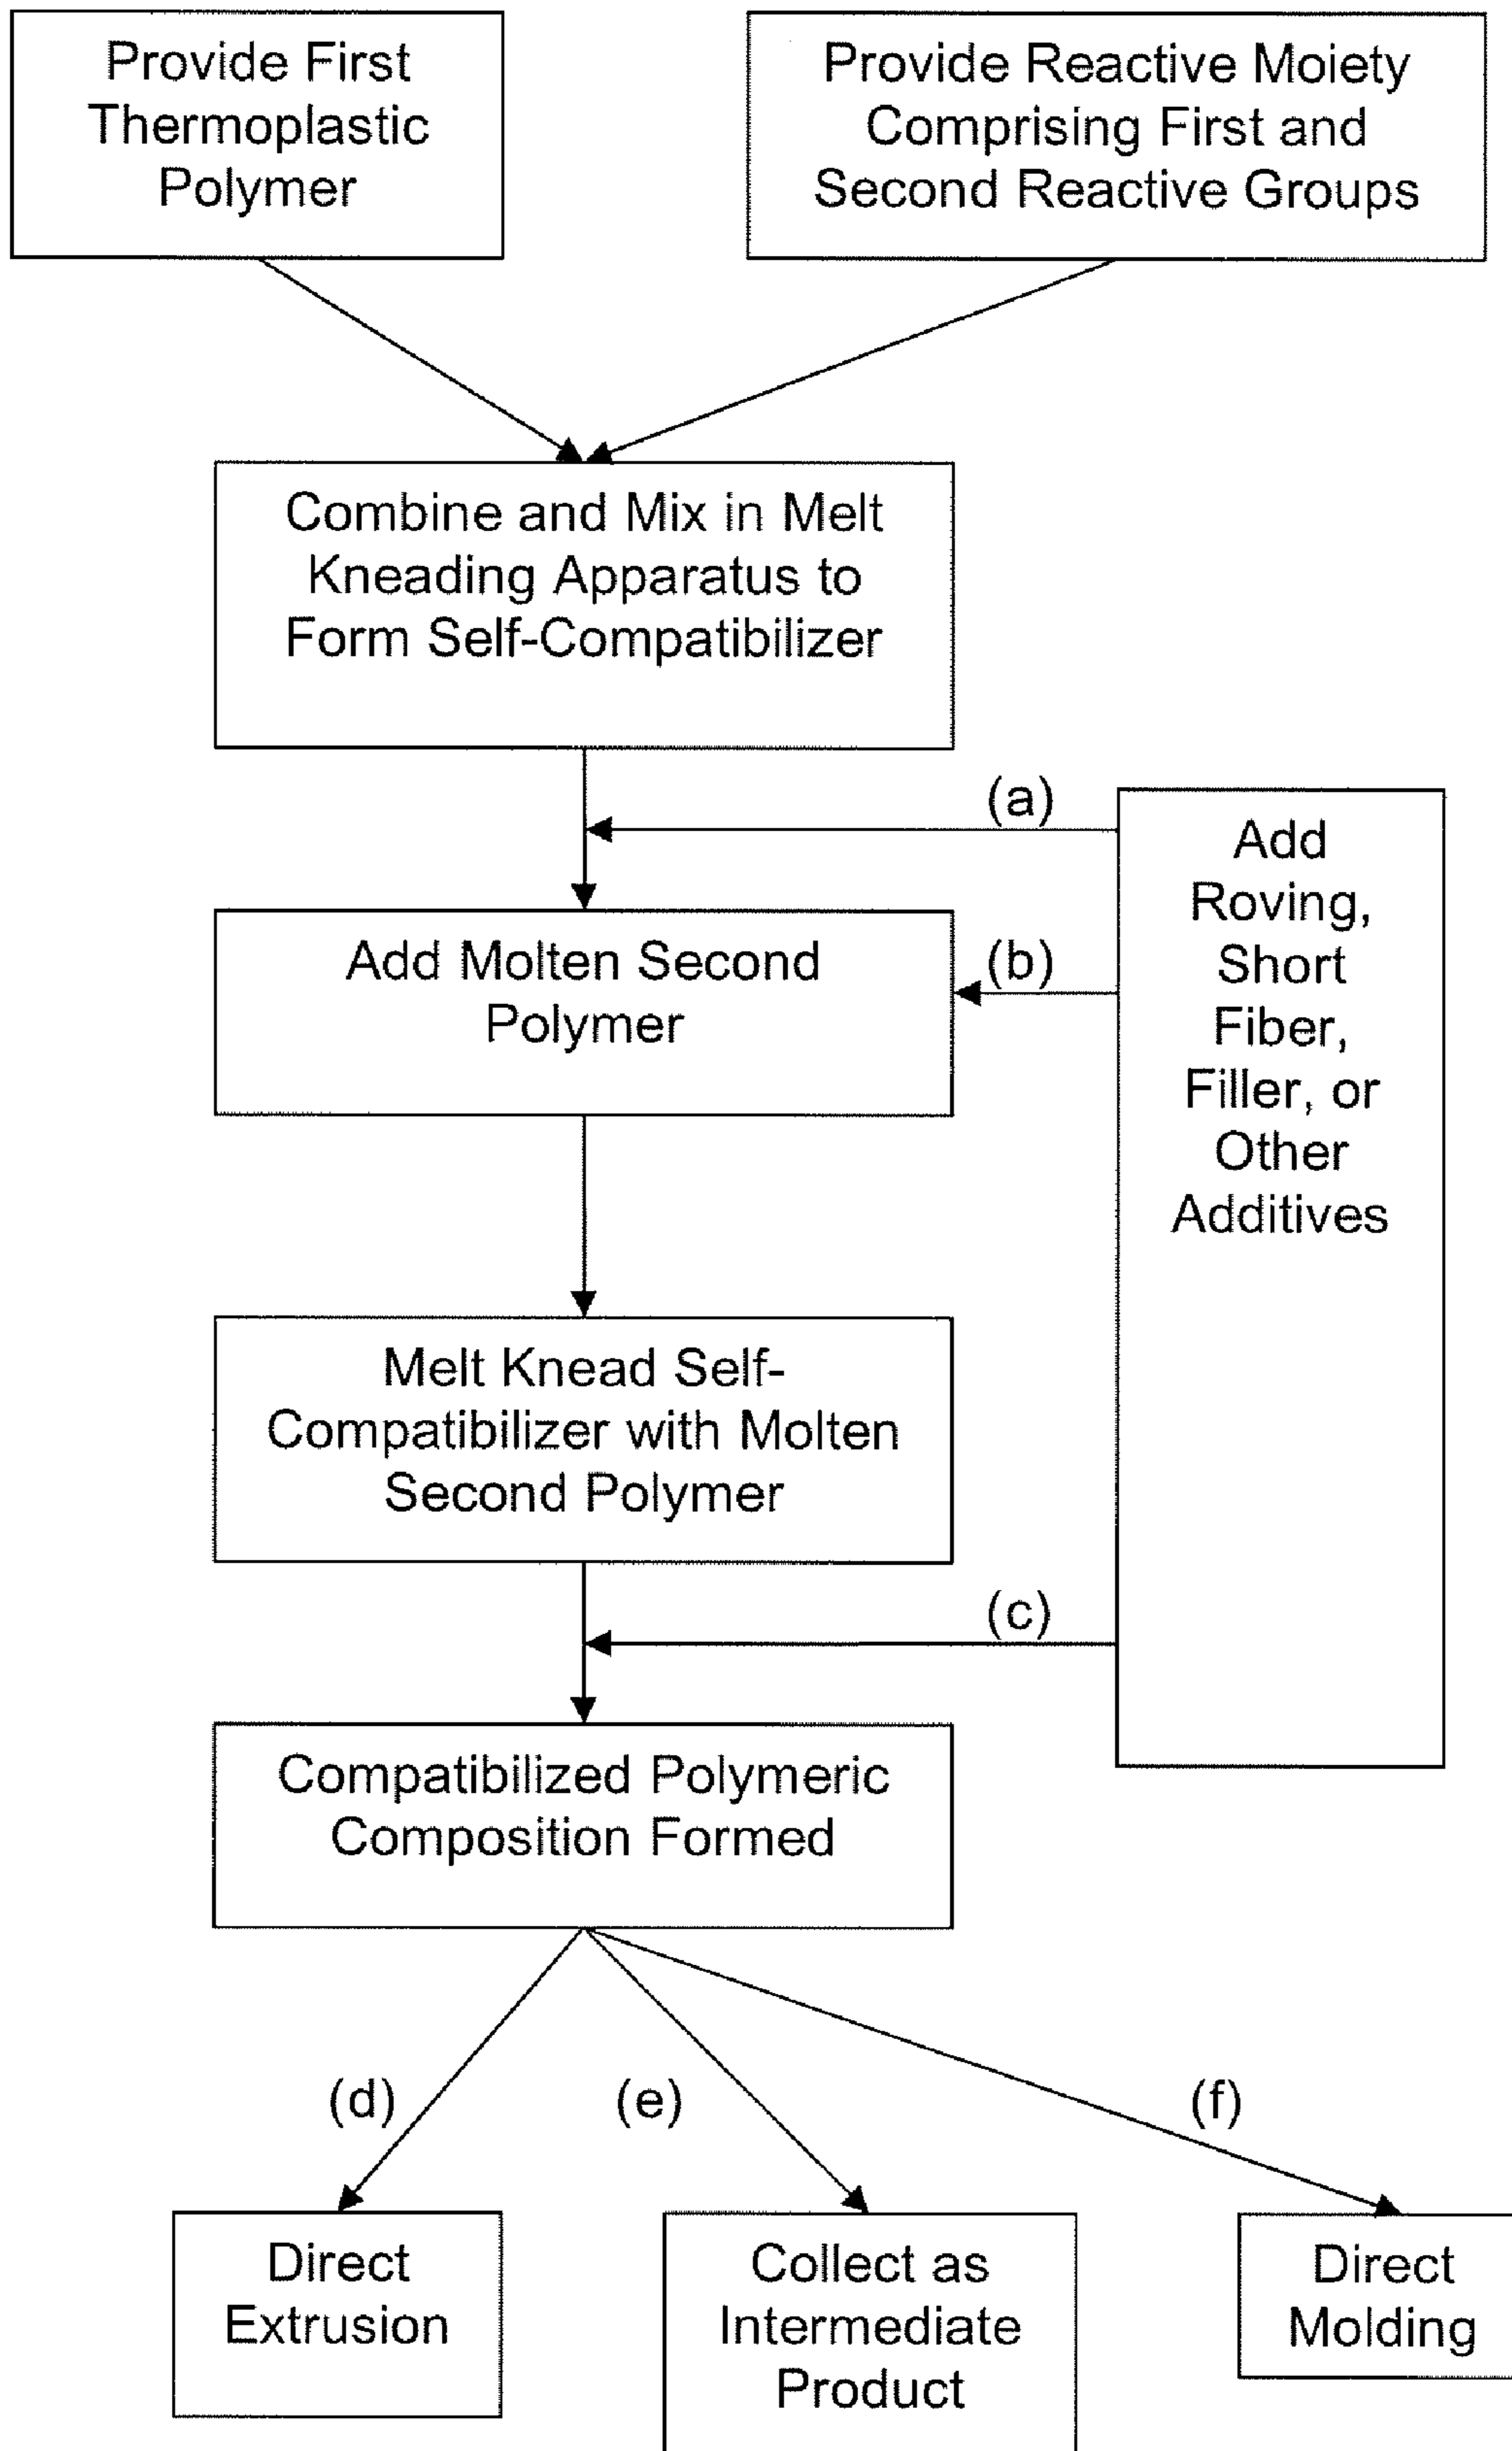 Provide First
Thermoplastic
Polymer
Provide Reactive Moiety
Comprising First and
Second Reactive Groups
Combine and Mix in Melt
Kneading Apparatus to
Form Self-Compatibilizer
(a)
Add
Roving,
Short
Fiber,
Filler, or
Other
Additives
Add Molten Second
Polymer
(b)
Melt Knead Self-
Compatibilizer with Molten
Second Polymer
(c)
Compatibilized Polymeric
Composition Formed
(d)
(e)
(f)
Direct
Extrusion
Collect as
Intermediate
Product
Direct
Molding